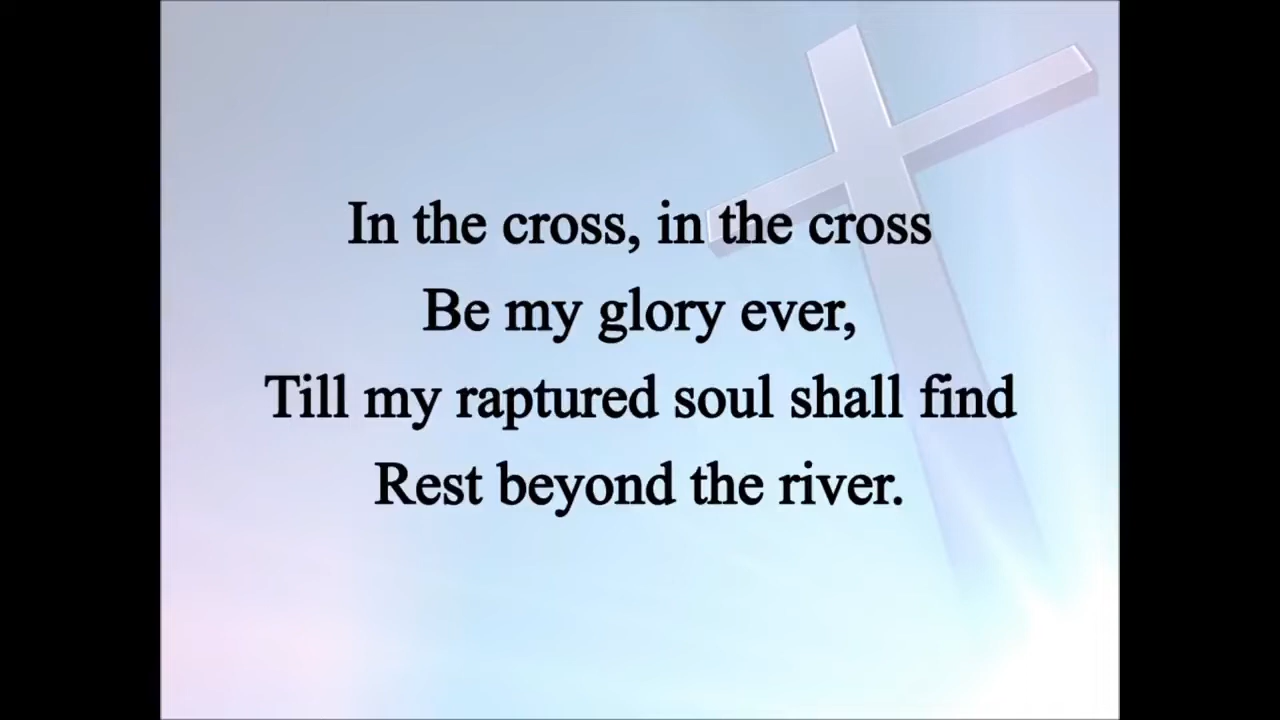 In the cross, in the cross
Be my glory ever,
Till my raptured soul shall find
Rest beyond the river.